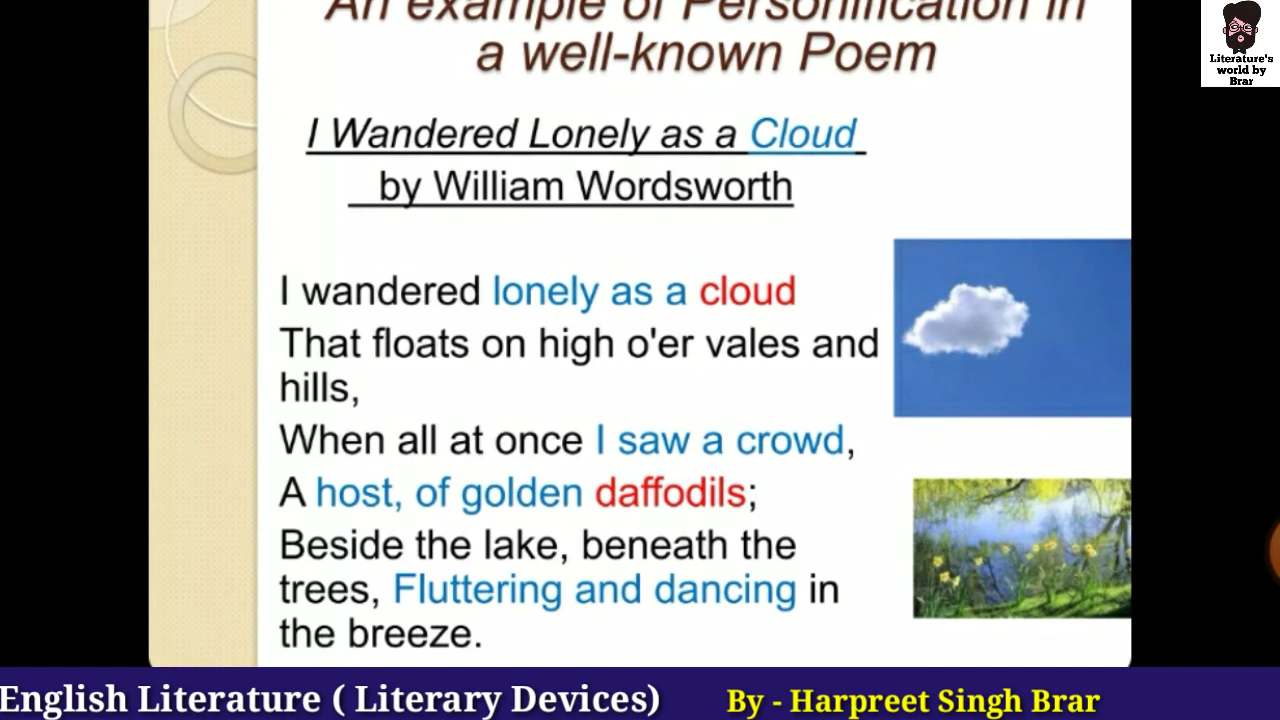 An example of Personification in
a well-known Poem
Literature's
world by
Brar
I Wandered Lonely as a Cloud
by William Wordsworth
I wandered lonely as a cloud
That floats on high o'er vales and
hills,
When all at once I saw a crowd,
A host, of golden daffodils;
Beside the lake, beneath the
trees, Fluttering and dancing in
the breeze.
English Literature ( Literary Devices)
By - Harpreet Singh Brar